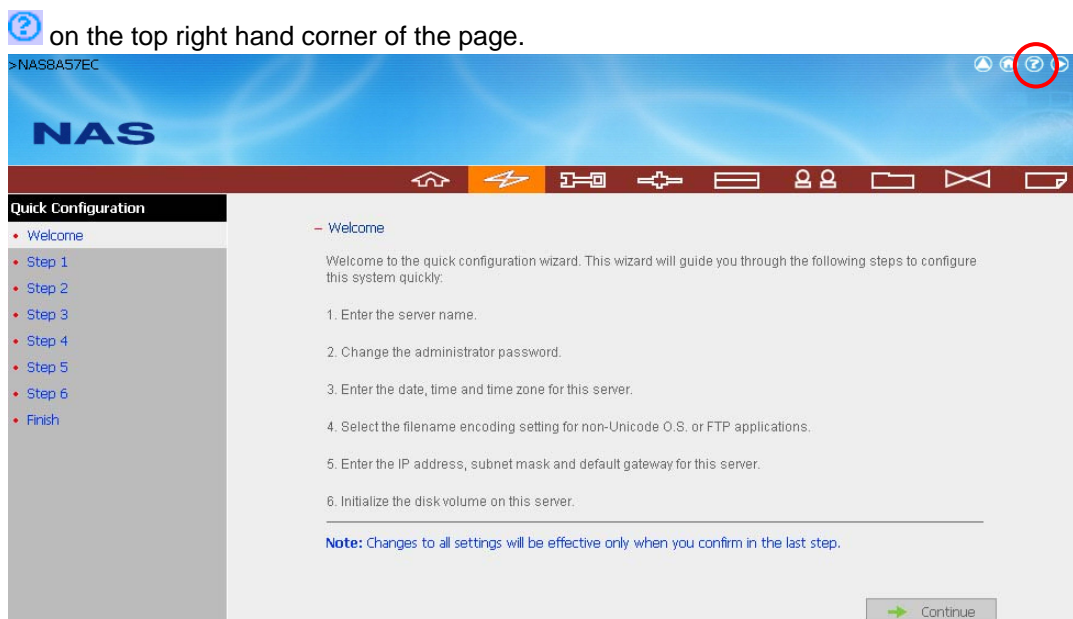 on the top right hand corner of the page.
>NAS8A57EC
NAS
Quick Configuration
Welcome
Step 1
Step 2
Step 3
Step 4
Step 5
Step 6
Finish
– Welcome
Welcome to the quick configuration wizard. This wizard will guide you through the following steps to configure
this system quickly:
1. Enter the server name.
2. Change the administrator password.
3. Enter the date, time and time zone for this server.
4. Select the filename encoding setting for non-Unicode O.S. or FTP applications.
5. Enter the IP address, subnet mask and default gateway for this server.
6. Initialize the disk volume on this server.
Note: Changes to all settings will be effective only when you confirm in the last step.
Continue